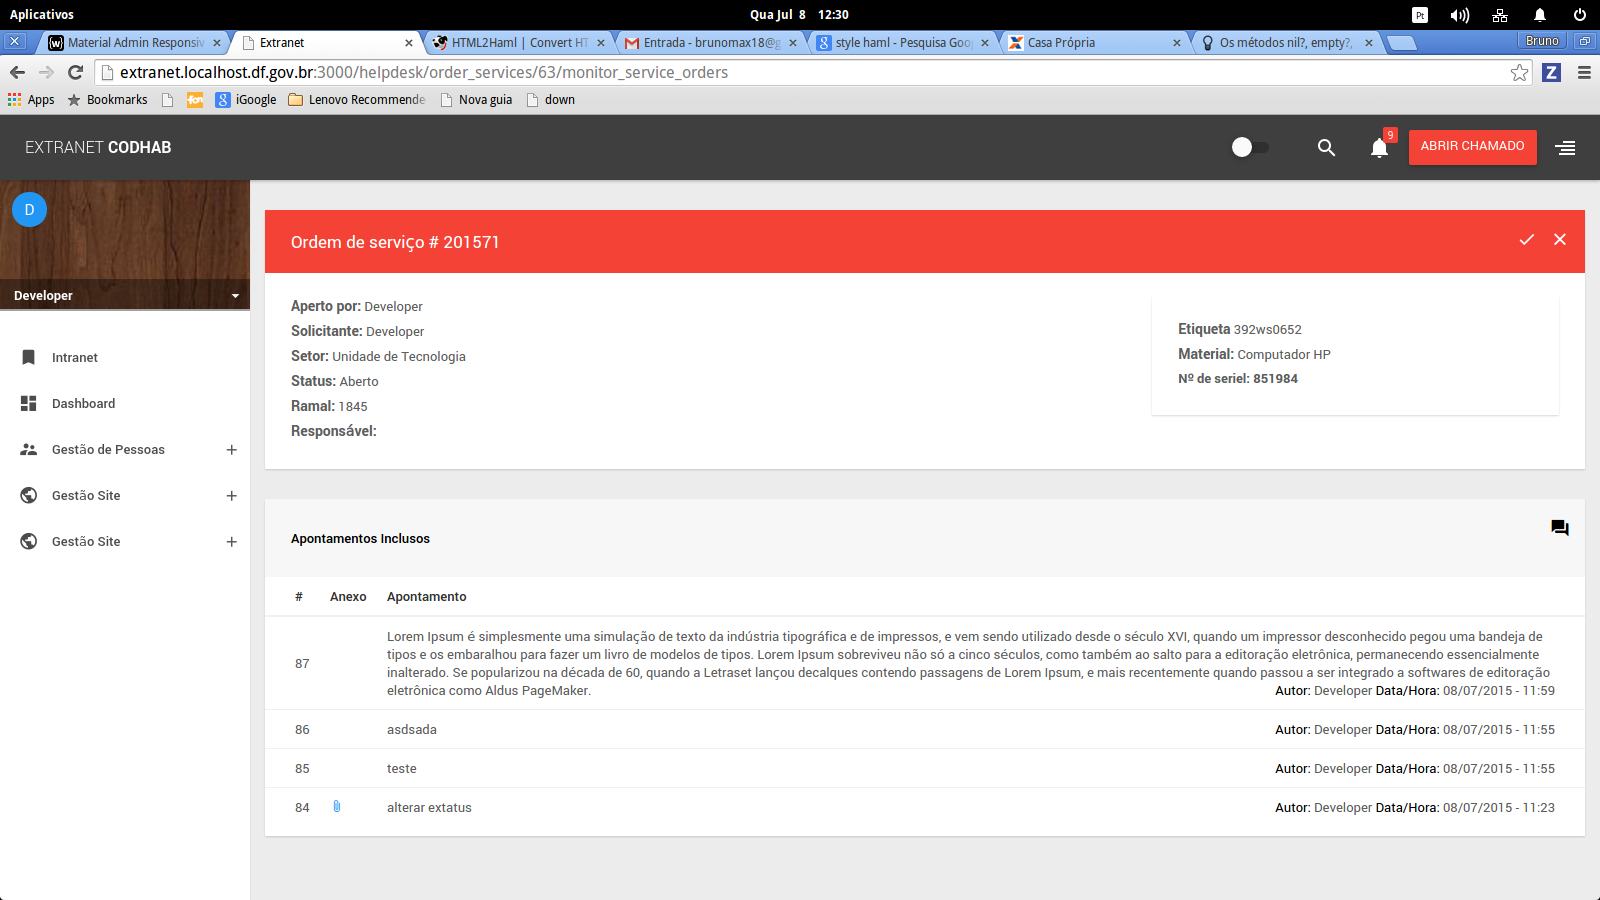 Aplicativos
Qua Jul 8 12:30
Pt
Material Admin Responsiv
Extranet
HTML2Haml | Convert HT
Entrada - brunomax18@g
style haml - Pesquisa Goo
Casa Própria
Os métodos nil?, empty?,
Bruno
extranet.localhost.df.gov.br:3000/helpdesk/order_services/63/monitor_service_orders
Apps
Bookmarks
iGoogle
Lenovo Recommende
Nova guia
down
EXTRANET CODHAB
9
ABRIR CHAMADO
D
Developer
Intranet
Dashboard
Gestão de Pessoas +
Gestão Site +
Gestão Site +
Ordem de serviço # 201571
Aperto por: Developer
Solicitante: Developer
Setor: Unidade de Tecnologia
Status: Aberto
Ramal: 1845
Responsável:
Etiqueta 392ws0652
Material: Computador HP
Nº de seriel: 851984
Apontamentos Inclusos
# Anexo Apontamento
87
Lorem Ipsum é simplesmente uma simulação de texto da indústria tipográfica e de impressos, e vem sendo utilizado desde o século XVI, quando um impressor desconhecido pegou uma bandeja de
tipos e os embaralhou para fazer um livro de modelos de tipos. Lorem Ipsum sobreviveu não só a cinco séculos, como também ao salto para a editoração eletrônica, permanecendo essencialmente
inalterado. Se popularizou na década de 60, quando a Letraset lançou decalques contendo passagens de Lorem Ipsum, e mais recentemente quando passou a ser integrado a softwares de editoração
eletrônica como Aldus PageMaker.
Autor: Developer Data/Hora: 08/07/2015 - 11:59
86 asdsada Autor: Developer Data/Hora: 08/07/2015 - 11:55
85 teste Autor: Developer Data/Hora: 08/07/2015 - 11:55
84 alterar extatus Autor: Developer Data/Hora: 08/07/2015 - 11:23